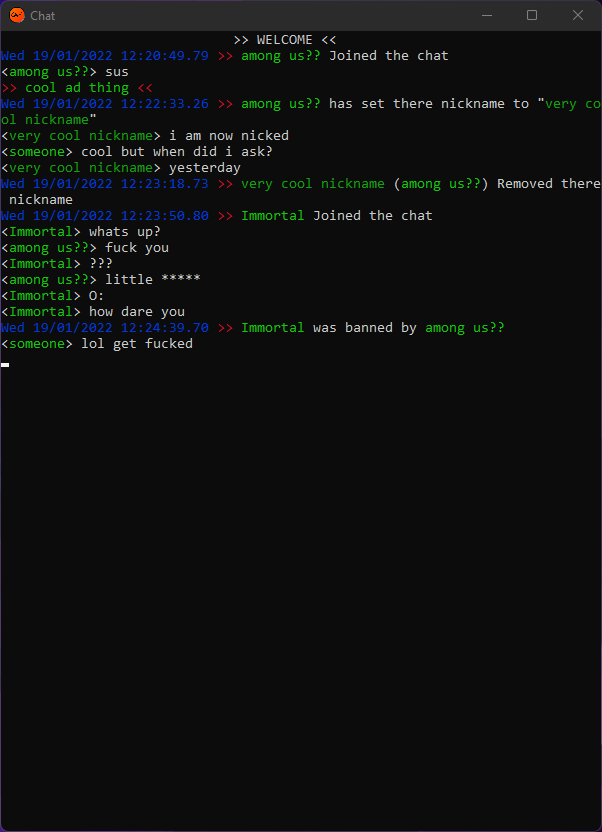 Chat
>> WELCOME <<
Wed 19/01/2022 12:20:49.79 >> among us?? Joined the chat
<among us??> sus
>> cool ad thing <<
Wed 19/01/2022 12:22:33.26 >> among us?? has set there nickname to "very co
ol nickname"
<very cool nickname> i am now nicked
<someone> cool but when did i ask?
<very cool nickname> yesterday
Wed 19/01/2022 12:23:18.73 >> very cool nickname (among us??) Removed there
nickname
Wed 19/01/2022 12:23:50.80 >> Immortal Joined the chat
<Immortal> whats up?
<among us??> fuck you
<Immortal> ???
<among us??> little *****
<Immortal> O:
<Immortal> how dare you
Wed 19/01/2022 12:24:39.70 >> Immortal was banned by among us??
<someone> lol get fucked